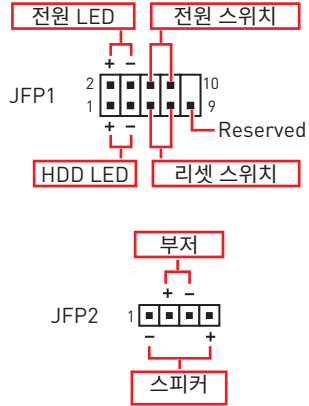 전원 LED 전원 스위치
+ −
2 10
JFP1
1 9
+ − Reserved
HDD LED 리셋 스위치
부저
+ −
JFP2 1
− +
스피커